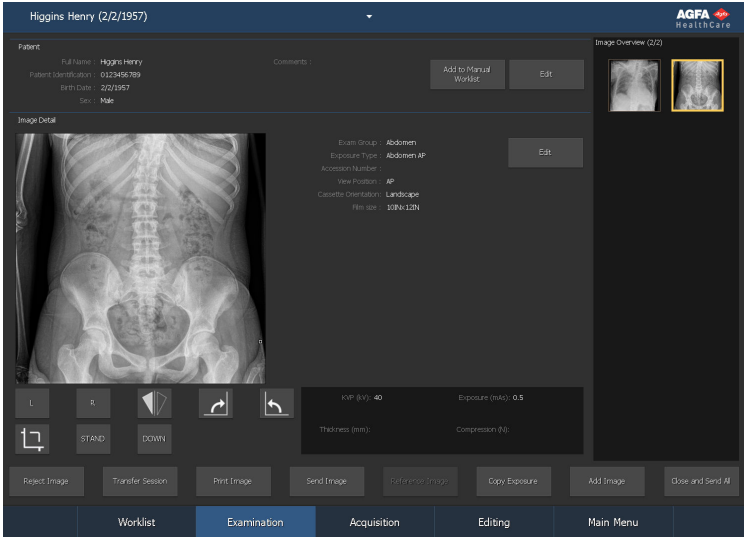 Higgins Henry (2/2/1957)
AGFA Agfa
HealthCare
Patient
Full Name : Higgins Henry
Comments :
Patient Identification : 0123456789
Birth Date : 2/2/1957
Sex : Male
Add to Manual
Worklist
Edit
Image Overview (2/2)
Image Detail
Exam Group : Abdomen
Exposure Type : Abdomen AP
Accession Number :
View Position : AP
Cassette Orientation: Landscape
Film size : 10INx12IN
Edit
L
R
STAND
DOWN
KVP (kV): 40
Exposure (mAs): 0.5
Thickness (mm):
Compression (N):
Reject Image
Transfer Session
Print Image
Send Image
Reference Image
Copy Exposure
Add Image
Close and Send All
Worklist
Examination
Acquisition
Editing
Main Menu